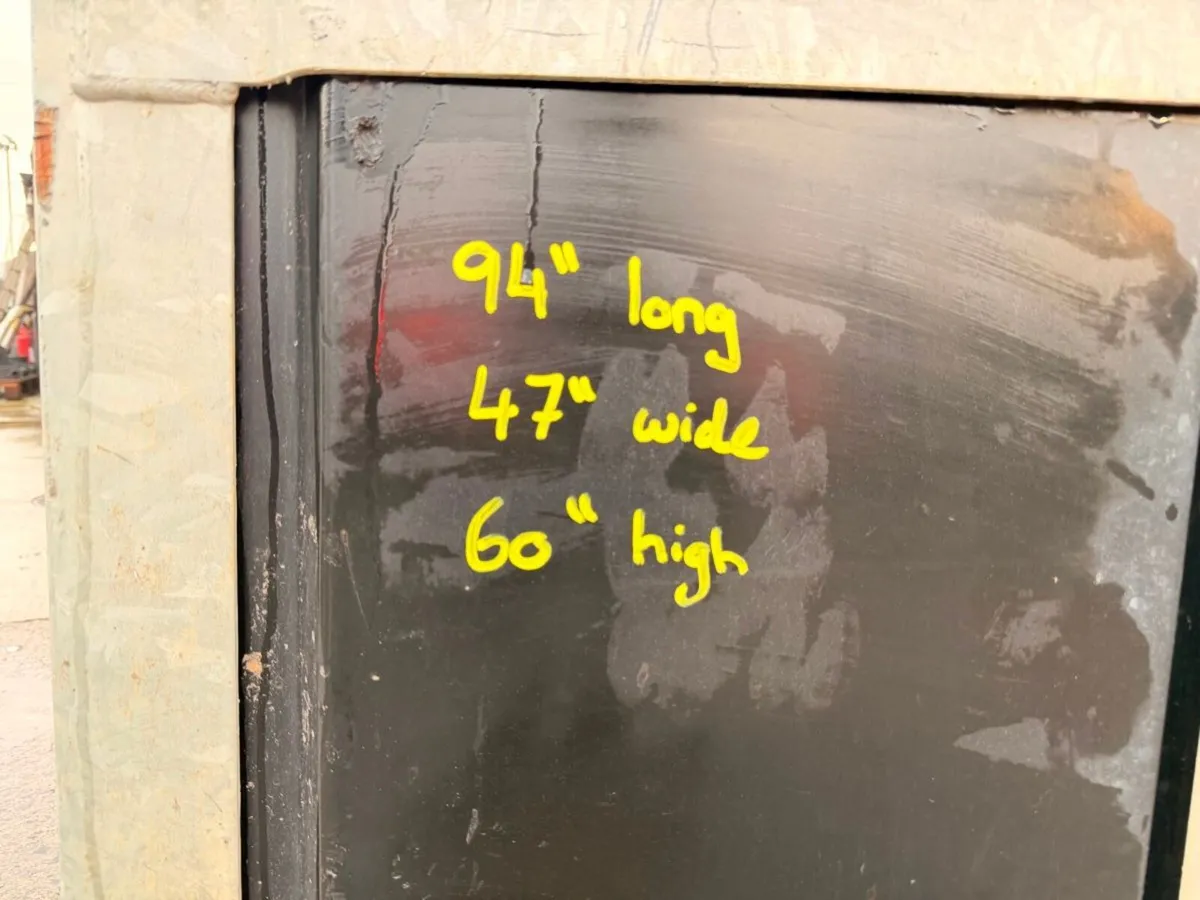 94" long
47" wide
60" high